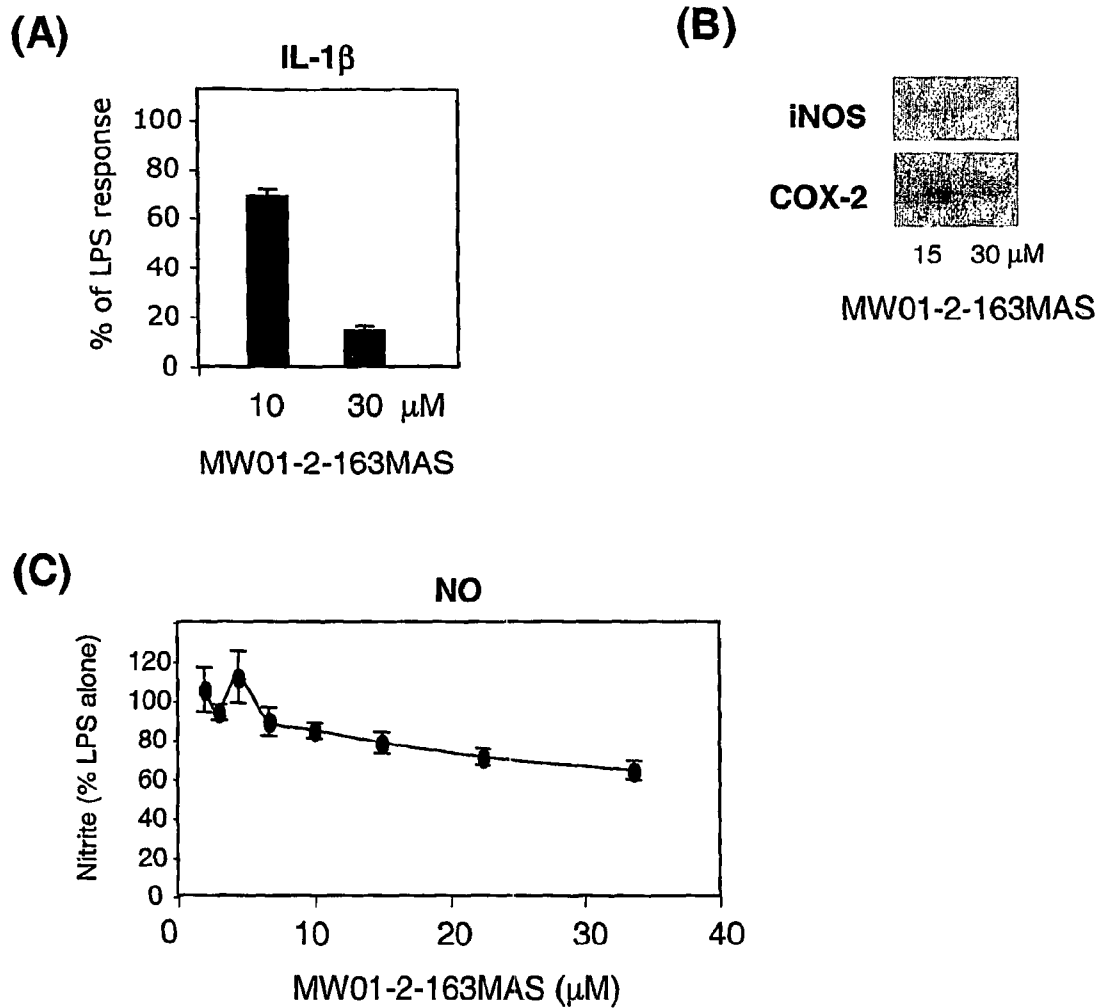 (A)
IL-1β
% of LPS response
100
80
60
40
20
0
10 30 μM
MW01-2-163MAS
(B)
iNOS
COX-2
15 30 μM
MW01-2-163MAS
(C)
NO
Nitrite (% LPS alone)
120
100
80
60
40
20
0
0 10 20 30 40
MW01-2-163MAS (μM)